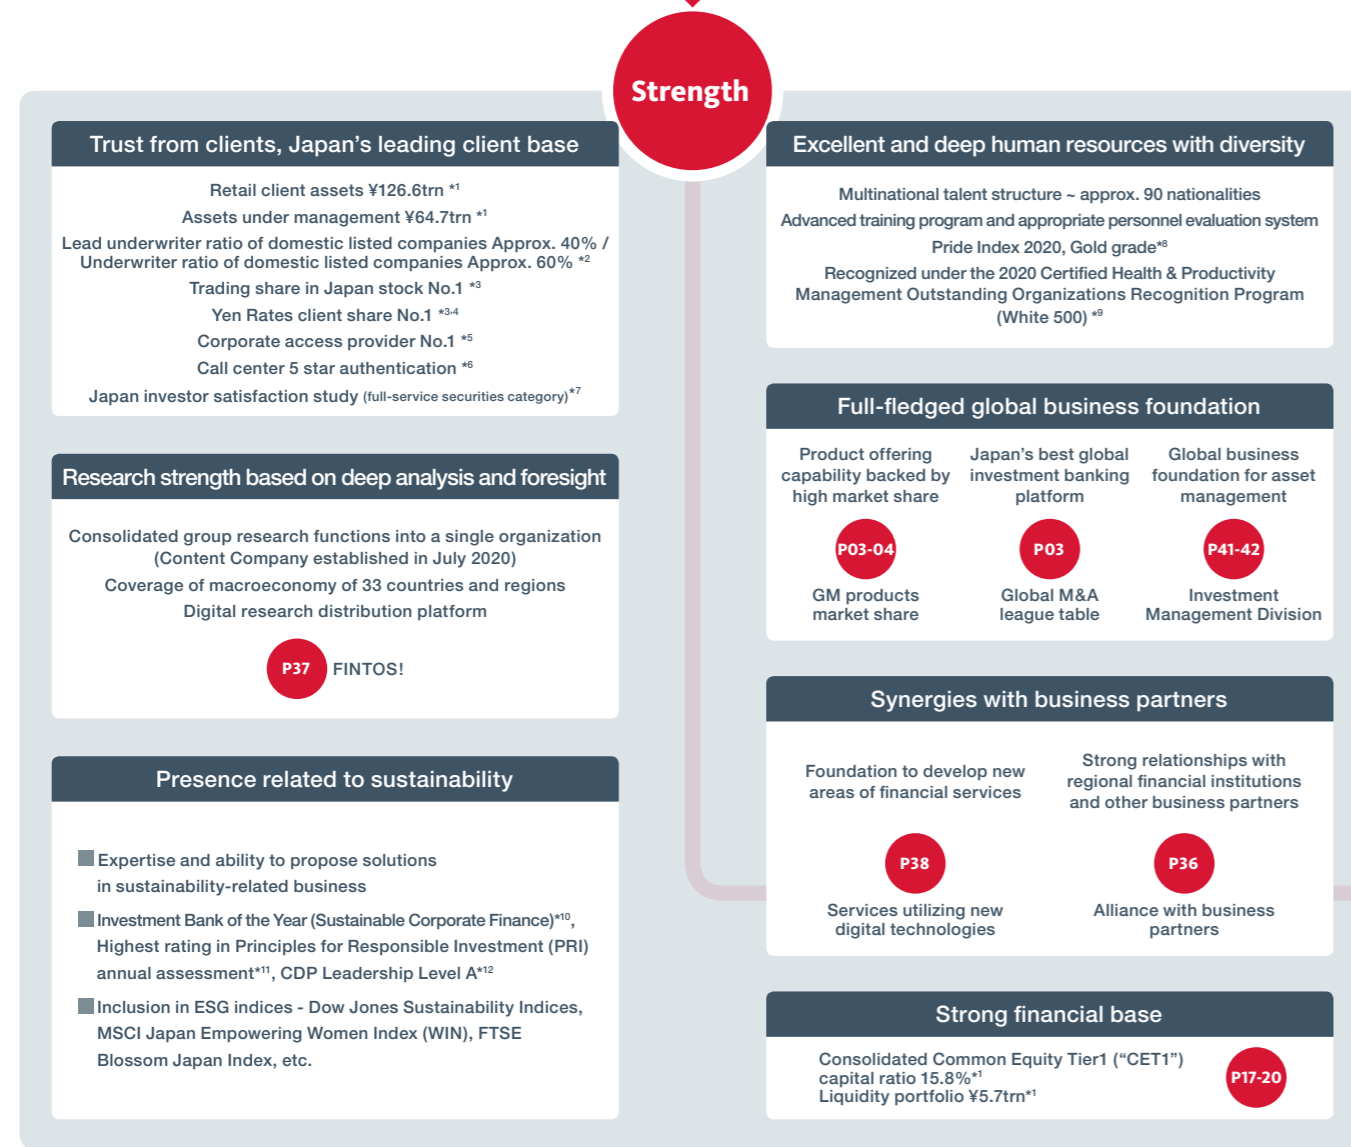 Strength
Trust from clients, Japan's leading client base
Retail client assets ¥126.6trn *1
Assets under management ¥64.7trn *1
Lead underwriter ratio of domestic listed companies Approx. 40% /
Underwriter ratio of domestic listed companies Approx. 60% *2
Trading share in Japan stock No.1 *3
Yen Rates client share No.1 *3,4
Corporate access provider No.1 *5
Call center 5 star authentication *6
Japan investor satisfaction study (full-service securities category)*7
Research strength based on deep analysis and foresight
Consolidated group research functions into a single organization
(Content Company established in July 2020)
Coverage of macroeconomy of 33 countries and regions
Digital research distribution platform
P37 FINTOS!
Presence related to sustainability
Expertise and ability to propose solutions
in sustainability-related business
Investment Bank of the Year (Sustainable Corporate Finance)*10,
Highest rating in Principles for Responsible Investment (PRI)
annual assessment*11, CDP Leadership Level A*12
Inclusion in ESG indices - Dow Jones Sustainability Indices,
MSCI Japan Empowering Women Index (WIN), FTSE
Blossom Japan Index, etc.
Excellent and deep human resources with diversity
Multinational talent structure ~ approx. 90 nationalities
Advanced training program and appropriate personnel evaluation system
Pride Index 2020, Gold grade*8
Recognized under the 2020 Certified Health & Productivity
Management Outstanding Organizations Recognition Program
(White 500) *9
Full-fledged global business foundation
Product offering
capability backed by
high market share
P03-04
GM products
market share
Japan's best global
investment banking
platform
P03
Global M&A
league table
Global business
foundation for asset
management
P41-42
Investment
Management Division
Synergies with business partners
Foundation to develop new
areas of financial services
P38
Services utilizing new
digital technologies
Strong relationships with
regional financial institutions
and other business partners
P36
Alliance with business
partners
Strong financial base
Consolidated Common Equity Tier1 (“CET1”)
capital ratio 15.8%*1
Liquidity portfolio ¥5.7trn*1
P17-20